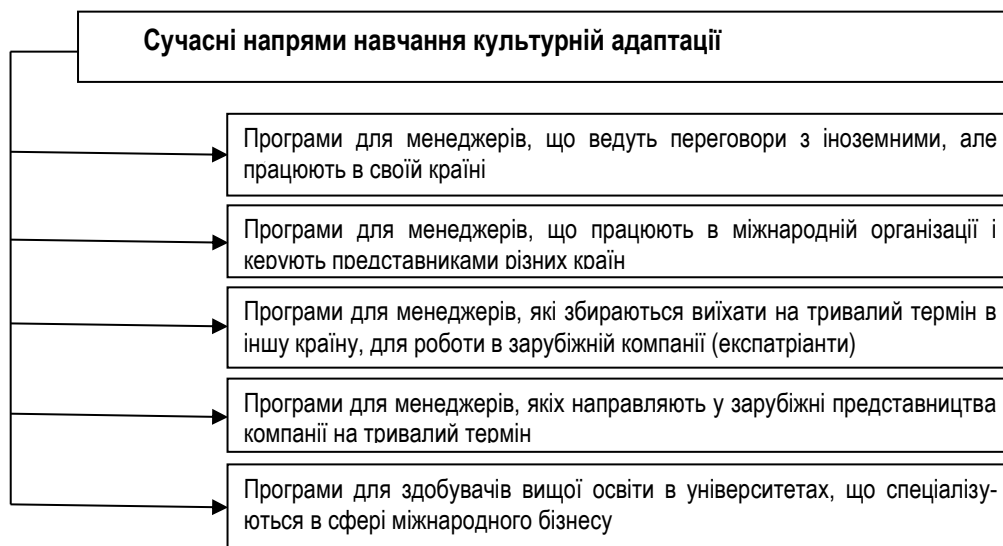 Сучасні напрями навчання культурній адаптації
Програми для менеджерів, що ведуть переговори з іноземними, але
працюють в своїй країні
Програми для менеджерів, що працюють в міжнародній організації і
керують представниками різних країн
Програми для менеджерів, які збираються виїхати на тривалий термін в
іншу країну, для роботи в зарубіжній компанії (експатріанти)
Програми для менеджерів, якіх направляють у зарубіжні представництва
компанії на тривалий термін
Програми для здобувачів вищої освіти в університетах, що спеціалізу-
ються в сфері міжнародного бізнесу